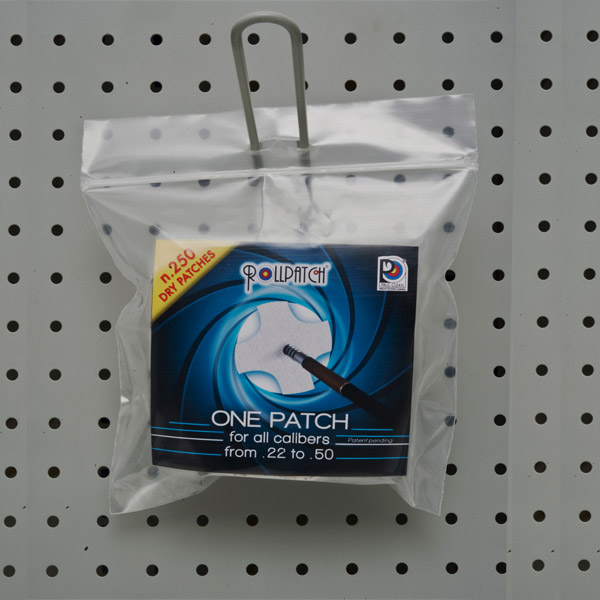 n.250
DRY PATCHES
ROLLPATCH
ONE PATCH
for all calibers
Patent pending
from .22 to .50